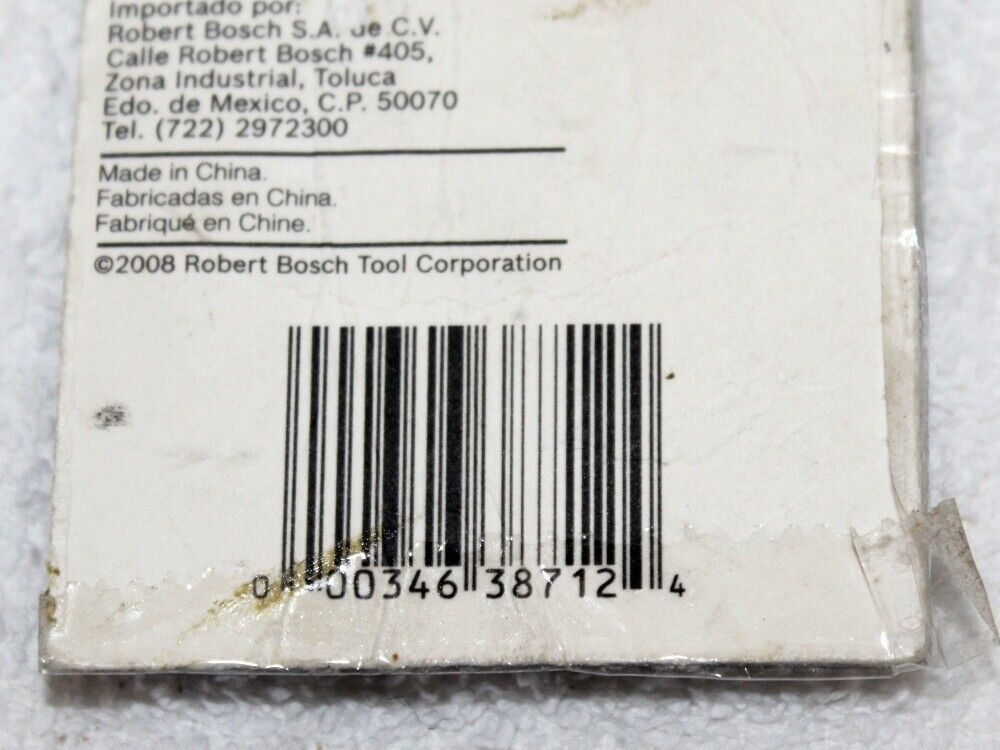 Importado por:
Robert Bosch S.A. de C.V.
Calle Robert Bosch #405,
Zona Industrial, Toluca
Edo. de Mexico, C.P. 50070
Tel. (722) 2972300
Made in China.
Fabricadas en China.
Fabriqué en Chine.
©2008 Robert Bosch Tool Corporation
0 00346 38712 4